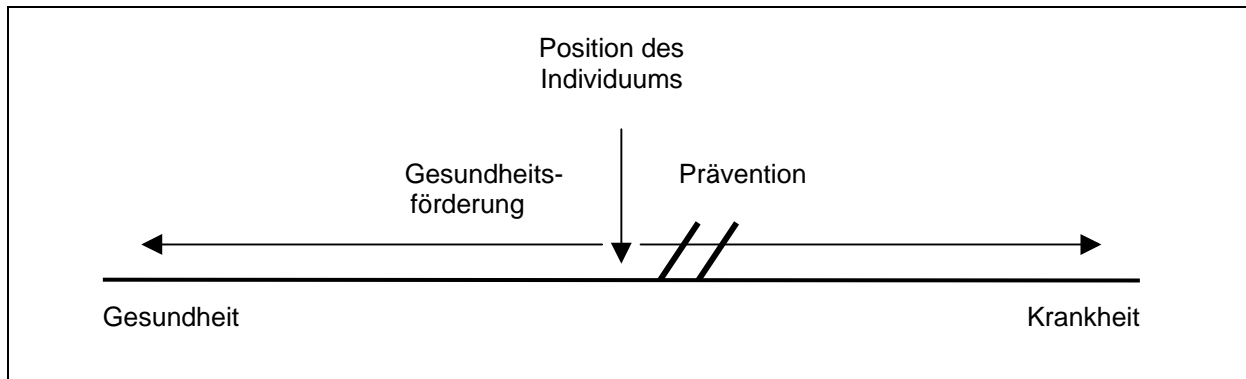 Position des
Individuums
Gesundheits-
förderung
Prävention
Gesundheit
Krankheit